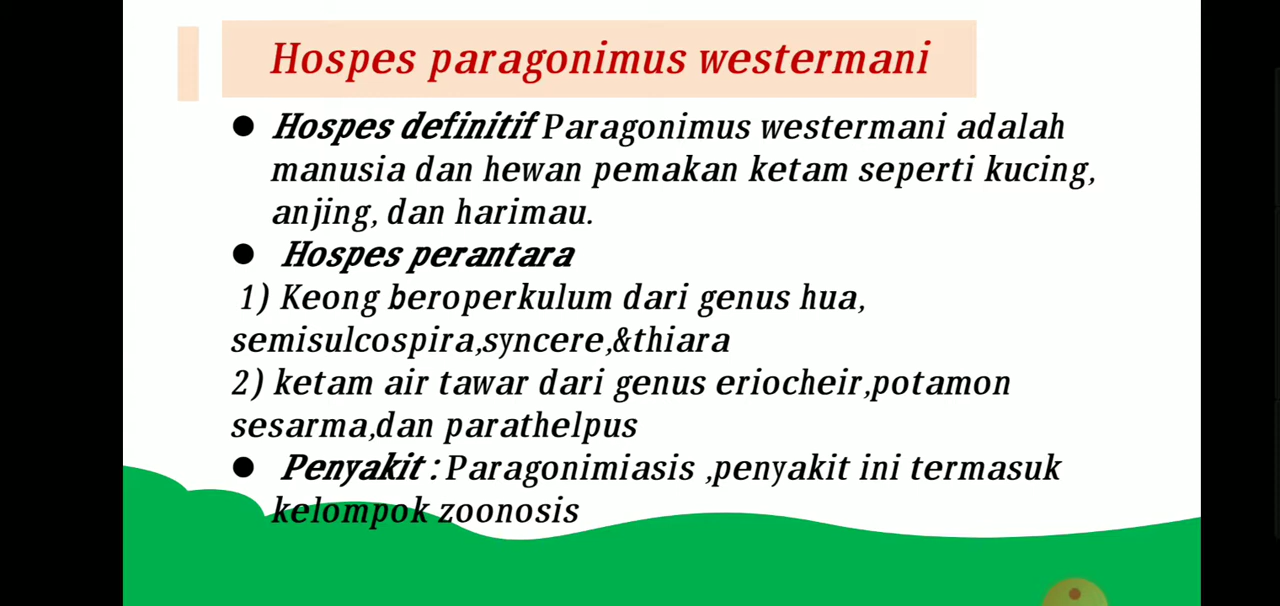 Hospes paragonimus westermani
● Hospes definitif Paragonimus westermani adalah
manusia dan hewan pemakan ketam seperti kucing,
anjing, dan harimau.
● Hospes perantara
1) Keong beroperkulum dari genus hua,
semisulcospira,syncere,&thiara
2) ketam air tawar dari genus eriocheir,potamon
sesarma,dan parathelpus
● Penyakit : Paragonimiasis ,penyakit ini termasuk
kelompok zoonosis